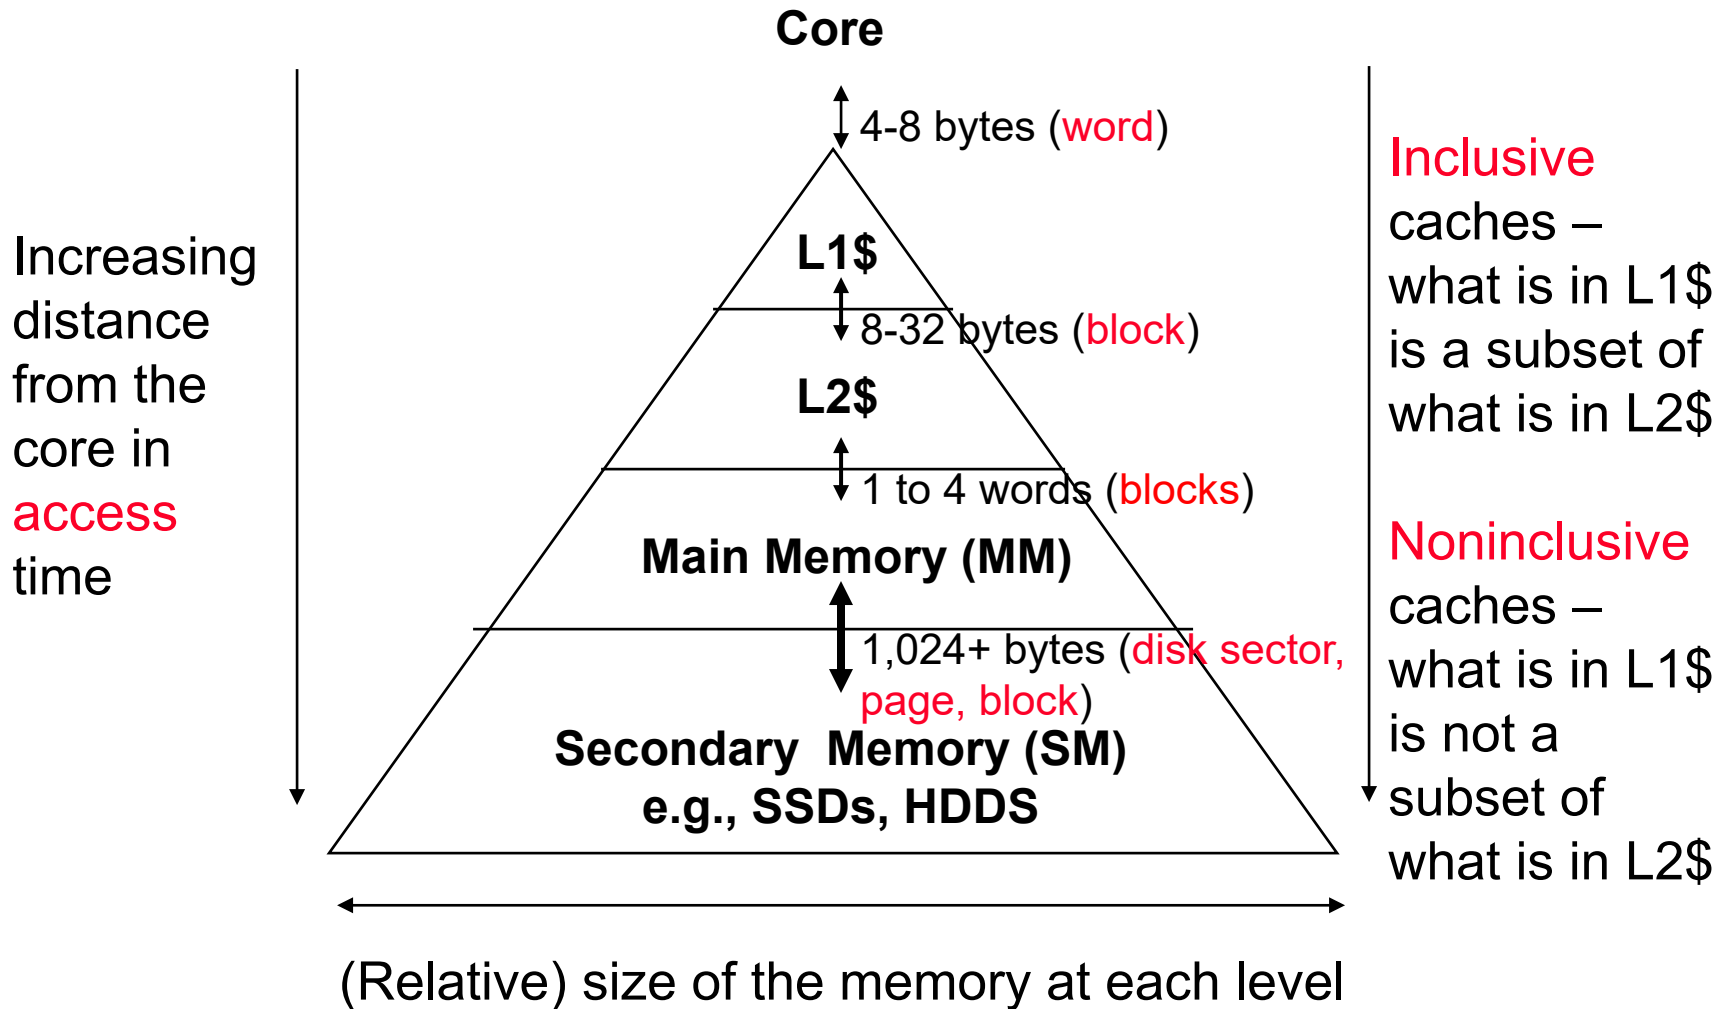 Core
4-8 bytes (word)
L1$
8-32 bytes (block)
L2$
1 to 4 words (blocks)
Main Memory (MM)
1,024+ bytes (disk sector,
page, block)
Secondary  Memory (SM)
e.g., SSDs, HDDS
Increasing
distance
from the
core in
access
time
Inclusive
caches –
what is in L1$
is a subset of
what is in L2$
Noninclusive
caches –
what is in L1$
is not a
subset of
what is in L2$
(Relative) size of the memory at each level